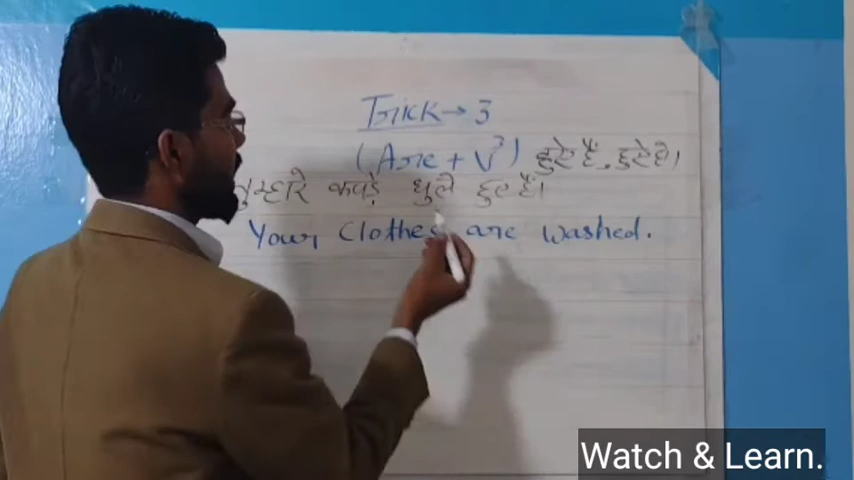 Trick → 3
(Are + V³) हुऐ हैं, हुऐ हो।
तुम्हारे कपड़े धुले हुए हैं।
Your Clothes are washed.
Watch & Learn.